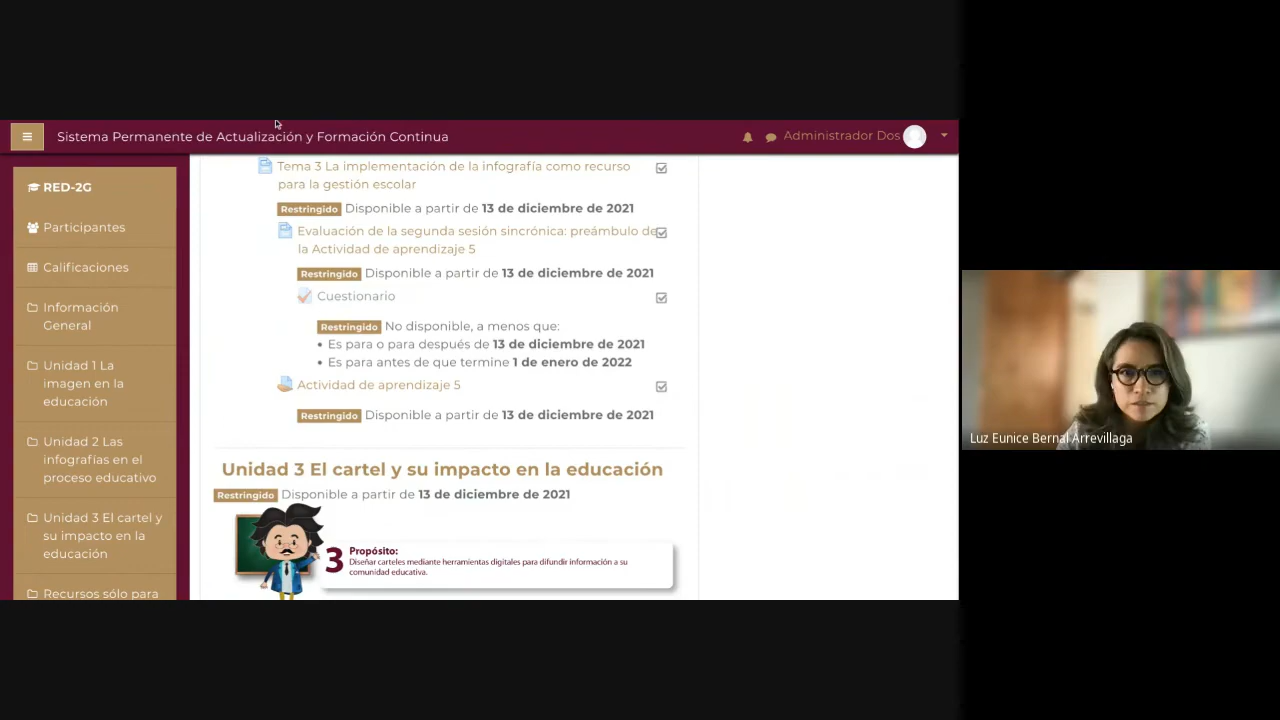 Sistema Permanente de Actualización y Formación Continua
Administrador Dos
RED-2G
Participantes
Calificaciones
Información
General
Unidad 1 La
imagen en la
educación
Unidad 2 Las
infografías en el
proceso educativo
Unidad 3 El cartel y
su impacto en la
educación
Recursos sólo para
Tema 3 La implementación de la infografía como recurso
para la gestión escolar
Restringido Disponible a partir de 13 de diciembre de 2021
Evaluación de la segunda sesión sincrónica: preámbulo de
la Actividad de aprendizaje 5
Restringido Disponible a partir de 13 de diciembre de 2021
Cuestionario
Restringido No disponible, a menos que:
• Es para o para después de 13 de diciembre de 2021
• Es para antes de que termine 1 de enero de 2022
Actividad de aprendizaje 5
Restringido Disponible a partir de 13 de diciembre de 2021
Unidad 3 El cartel y su impacto en la educación
Restringido Disponible a partir de 13 de diciembre de 2021
3 Propósito:
Diseñar carteles mediante herramientas digitales para difundir información a su
comunidad educativa.
Luz Eunice Bernal Arrevillaga